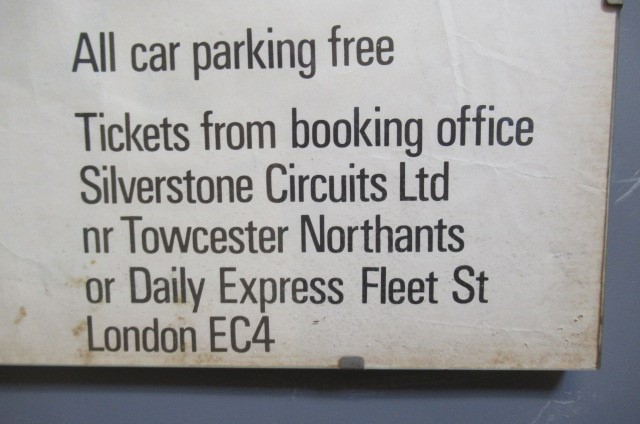 All car parking free
Tickets from booking office
Silverstone Circuits Ltd
nr Towcester Northants
or Daily Express Fleet St
London EC4